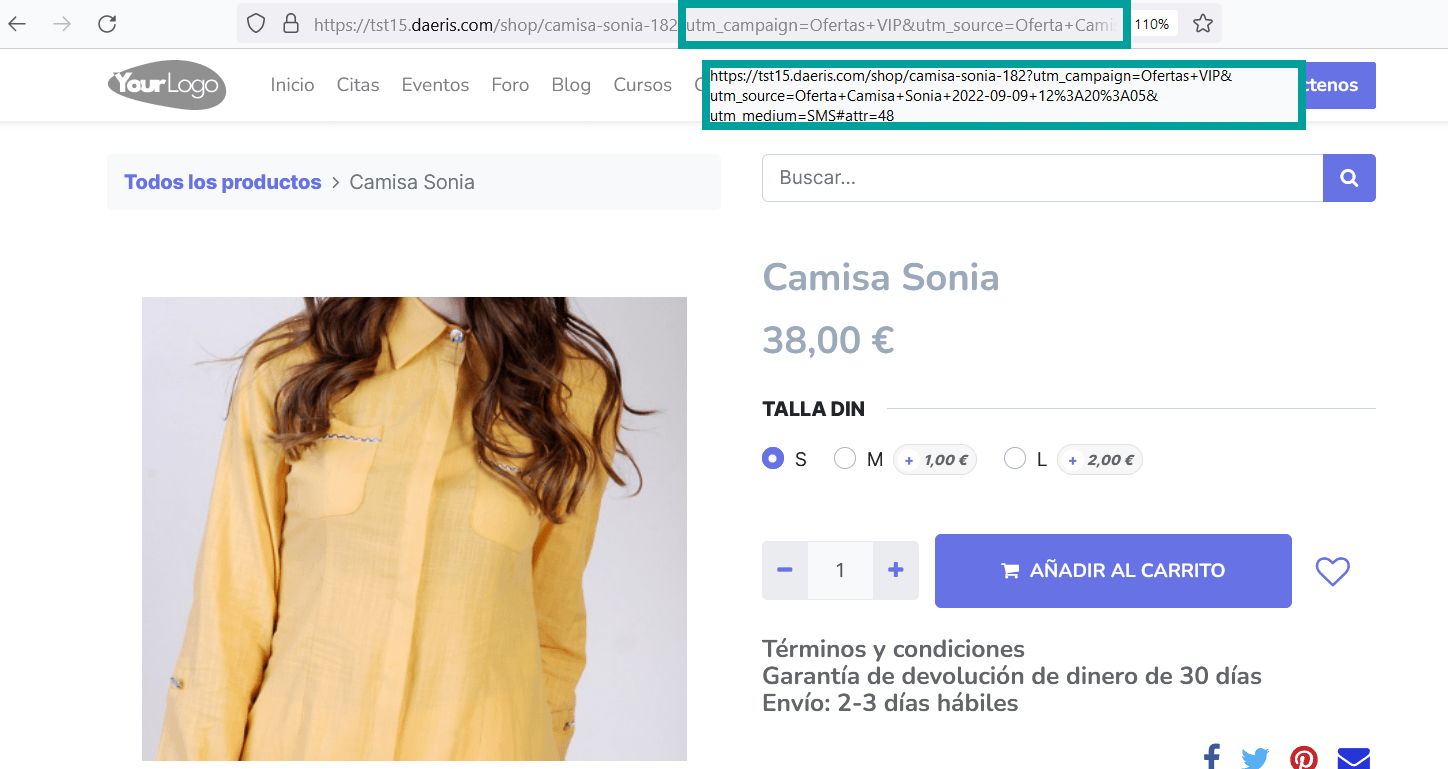 https://tst15.daeris.com/shop/camisa-sonia-182
utm_campaign=Ofertas+VIP&utm_source=Oferta+Cami
110%
https://tst15.daeris.com/shop/camisa-sonia-182?utm_campaign=Ofertas+VIP&
utm_source=Oferta+Camisa+Sonia+2022-09-09+12%3A20%3A05&
utm_medium=SMS#attr=48
YourLogo
Inicio
Citas
Eventos
Foro
Blog
Cursos
ctenos
Todos los productos > Camisa Sonia
Buscar...
Camisa Sonia
38,00 €
TALLA DIN
S
M
+ 1,00 €
L
+ 2,00 €
1
AÑADIR AL CARRITO
Términos y condiciones
Garantía de devolución de dinero de 30 días
Envío: 2-3 días hábiles